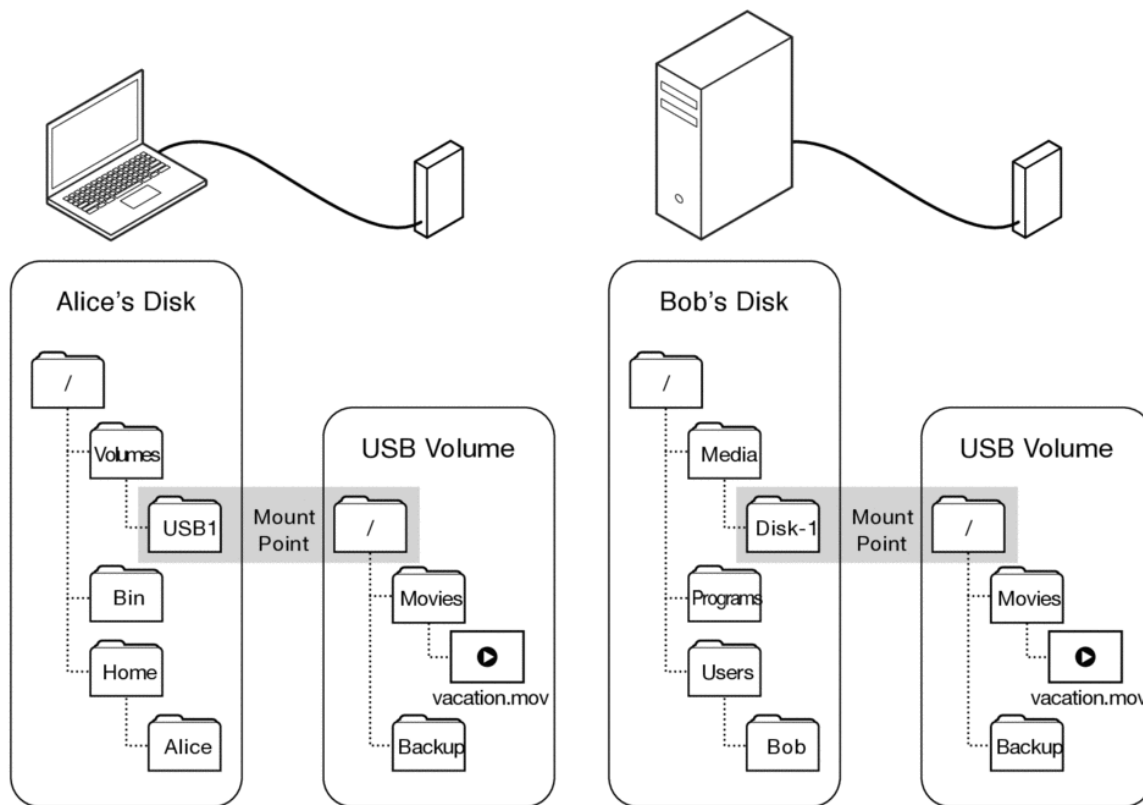 Alice's Disk
/
Volumes
USB1
Bin
Home
Alice
Mount
Point
USB Volume
/
Movies
vacation.mov
Backup
Bob's Disk
/
Media
Disk-1
Programs
Users
Bob
Mount
Point
USB Volume
/
Movies
vacation.mov
Backup